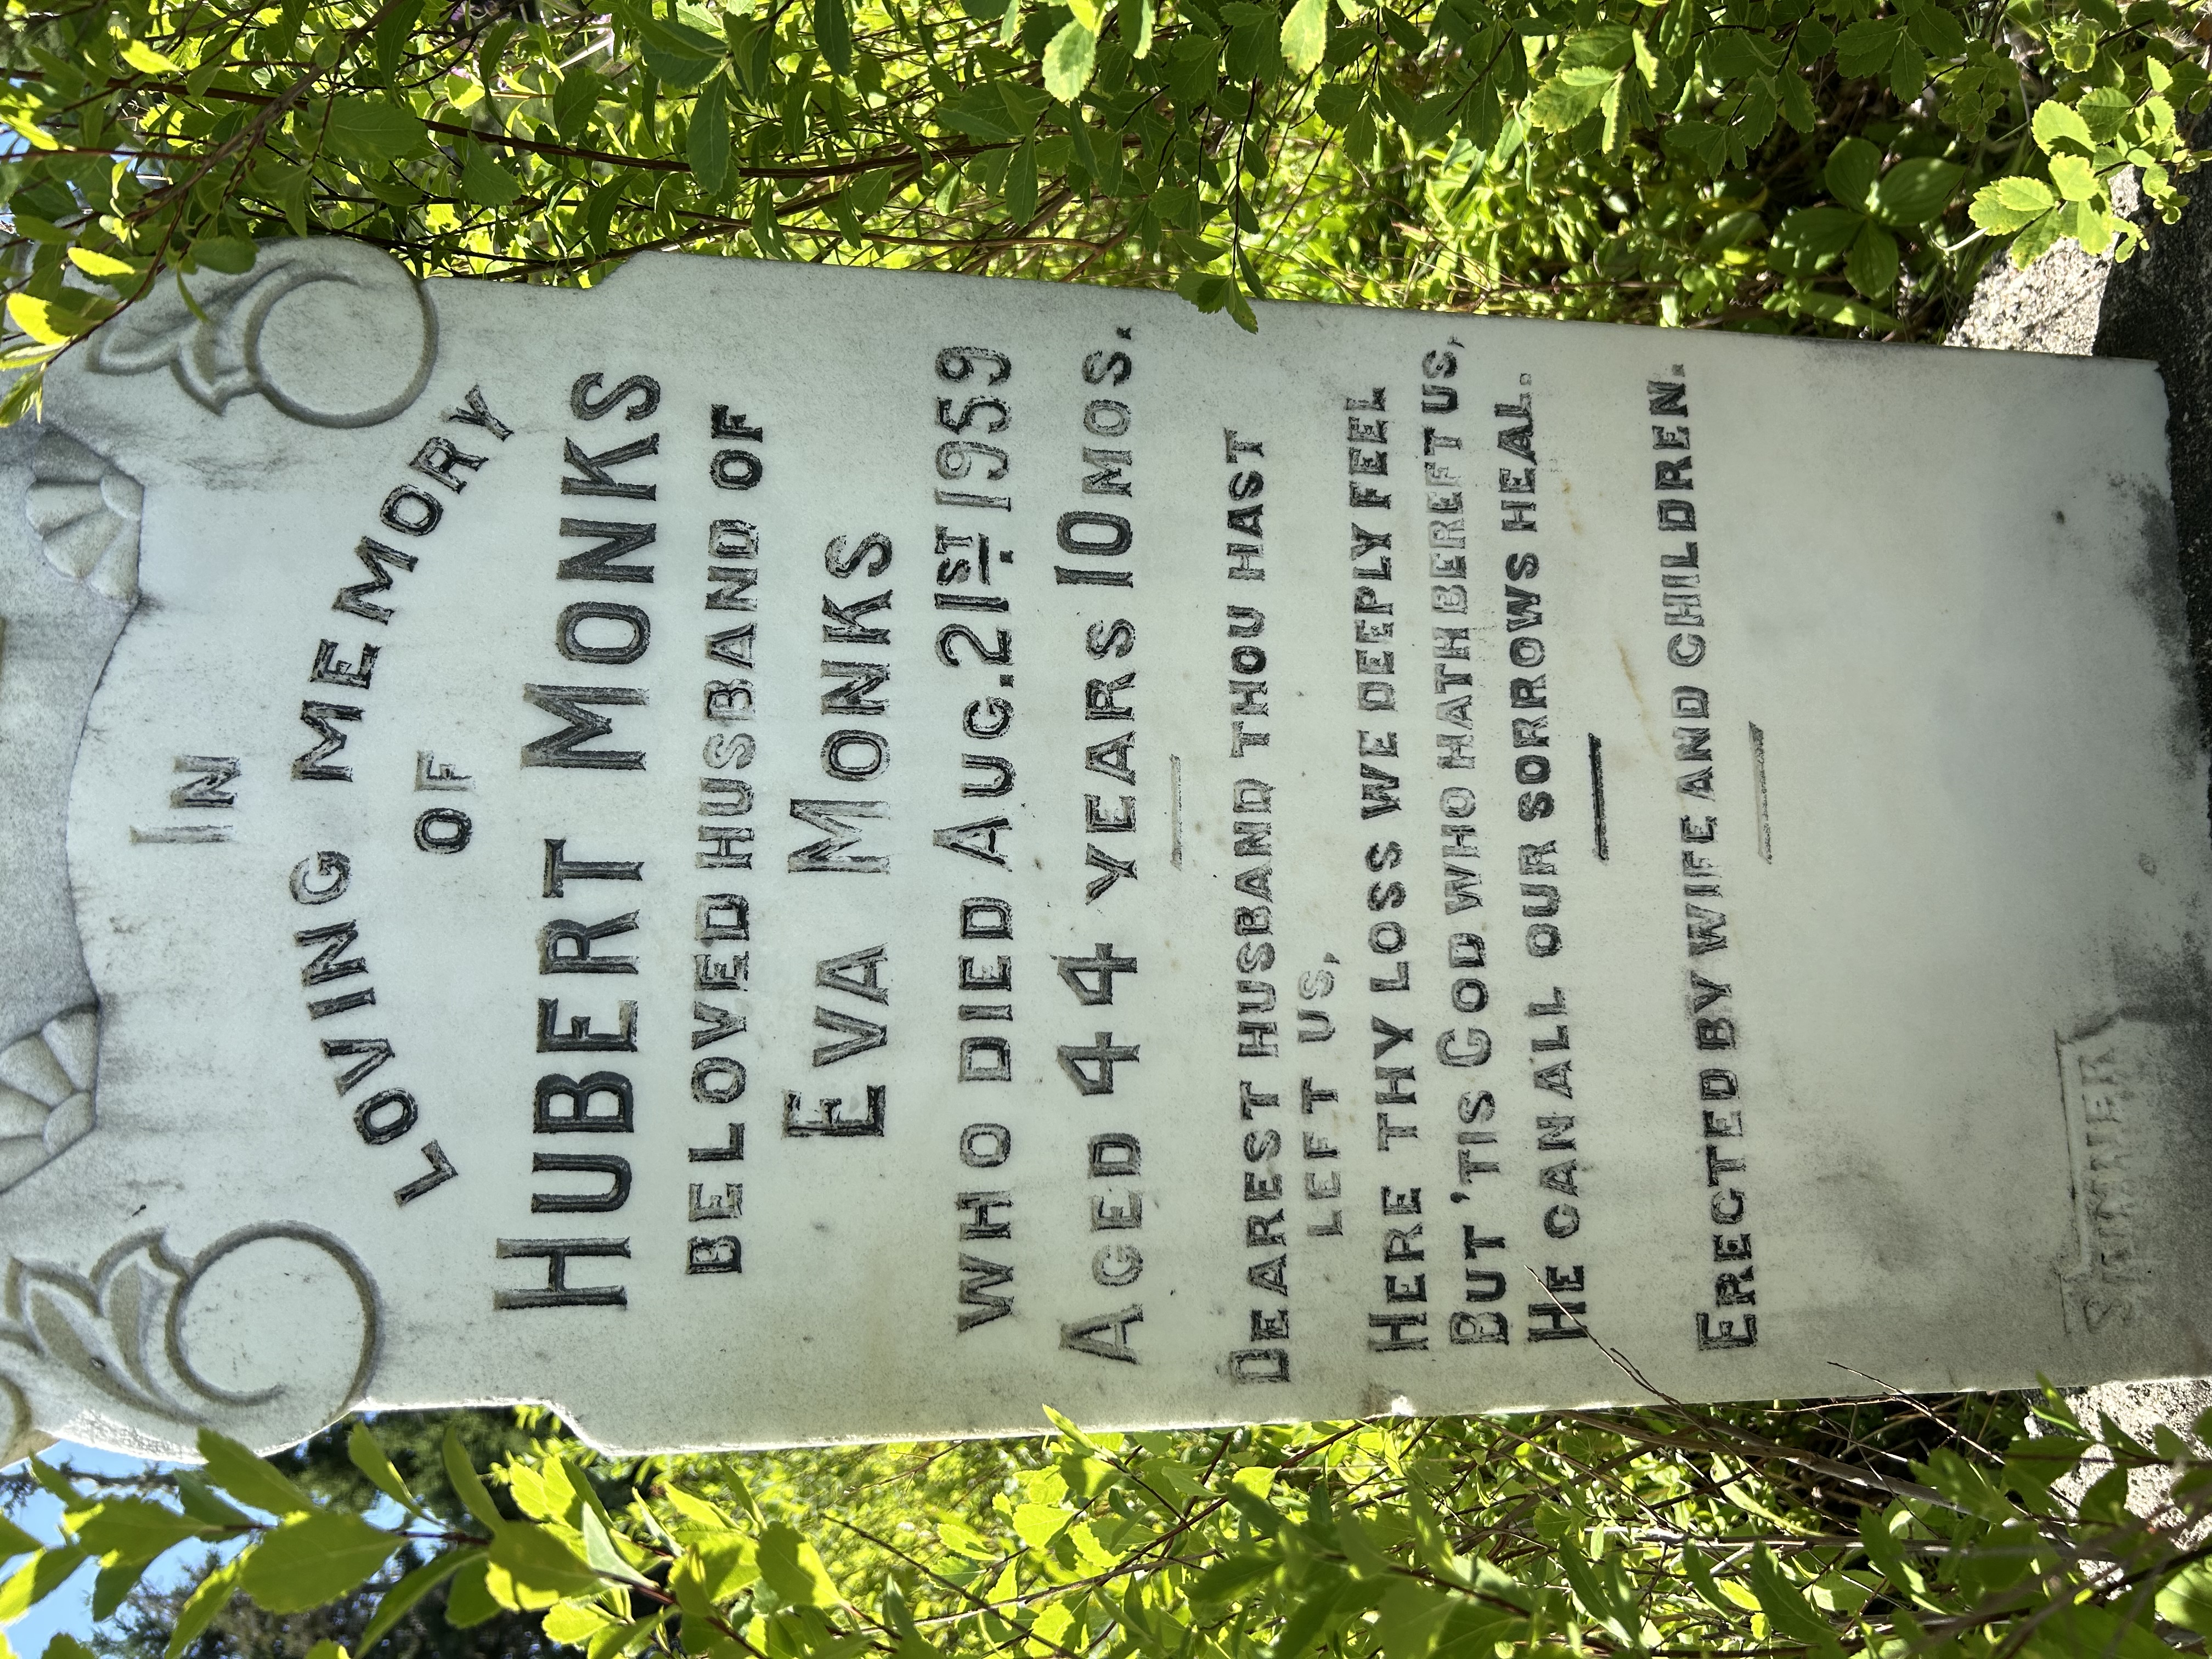 IN
LOVING MEMORY
OF
HUBERT MONKS
BELOVED HUSBAND OF
EVA MONKS
WHO DIED AUG. 21ST 1959
AGED 44 YEARS 10 MOS.
DEAREST HUSBAND THOU HAST
LEFT US,
HERE THY LOSS WE DEEPLY FEEL
BUT 'TIS GOD WHO HATH BEREFT US,
HE CAN ALL OUR SORROWS HEAL.
ERECTED BY WIFE AND CHILDREN.
SKINNER